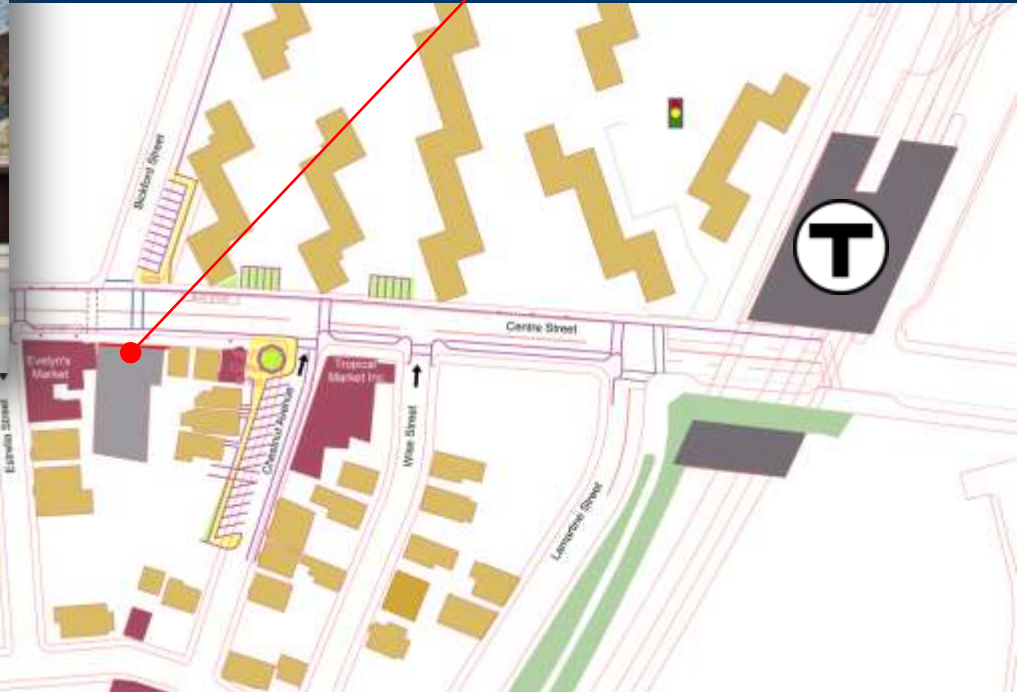 Bickford Street
T
Centre Street
Evelyn's
Market
Tropical
Market Inc.
Chestnut Avenue
Wise Street
Estrella Street
Lamartine Street